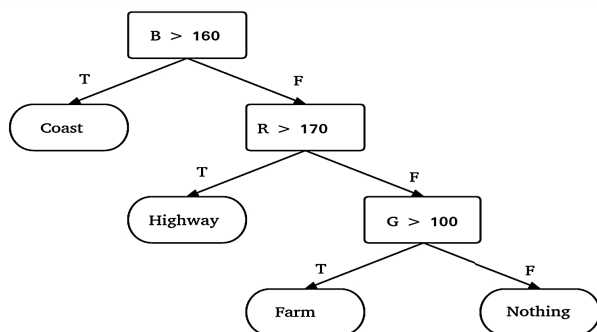 B > 160
T
F
Coast
R > 170
T
F
Highway
G > 100
T
F
Farm
Nothing